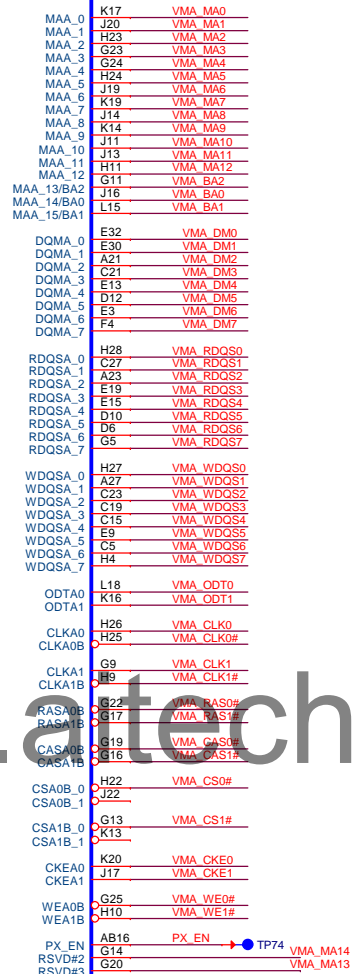 MAA_0 K17 VMA_MA0
MAA_1 J20 VMA_MA1
MAA_2 H23 VMA_MA2
MAA_3 G23 VMA_MA3
MAA_4 G24 VMA_MA4
MAA_5 H24 VMA_MA5
MAA_6 J19 VMA_MA6
MAA_7 K19 VMA_MA7
MAA_8 J14 VMA_MA8
MAA_9 K14 VMA_MA9
MAA_10 J11 VMA_MA10
MAA_11 J13 VMA_MA11
MAA_12 H11 VMA_MA12
MAA_13/BA2 G11 VMA_BA2
MAA_14/BA0 J16 VMA_BA0
MAA_15/BA1 L15 VMA_BA1
DQMA_0 E32 VMA_DM0
DQMA_1 E30 VMA_DM1
DQMA_2 A21 VMA_DM2
DQMA_3 C21 VMA_DM3
DQMA_4 E13 VMA_DM4
DQMA_5 D12 VMA_DM5
DQMA_6 E3 VMA_DM6
DQMA_7 F4 VMA_DM7
RDQSA_0 H28 VMA_RDQS0
RDQSA_1 C27 VMA_RDQS1
RDQSA_2 A23 VMA_RDQS2
RDQSA_3 E19 VMA_RDQS3
RDQSA_4 E15 VMA_RDQS4
RDQSA_5 D10 VMA_RDQS5
RDQSA_6 D6 VMA_RDQS6
RDQSA_7 G5 VMA_RDQS7
WDQSA_0 H27 VMA_WDQS0
WDQSA_1 A27 VMA_WDQS1
WDQSA_2 C23 VMA_WDQS2
WDQSA_3 C19 VMA_WDQS3
WDQSA_4 C15 VMA_WDQS4
WDQSA_5 E9 VMA_WDQS5
WDQSA_6 C5 VMA_WDQS6
WDQSA_7 H4 VMA_WDQS7
ODTA0 L18 VMA_ODT0
ODTA1 K16 VMA_ODT1
CLKA0 H26 VMA_CLK0
CLKA0B H25 VMA_CLK0#
CLKA1 G9 VMA_CLK1
CLKA1B H9 VMA_CLK1#
RASA0B G22 VMA_RAS0#
RASA1B G17 VMA_RAS1#
.aitech
CASA0B G19 VMA_CAS0#
CASA1B G16 VMA_CAS1#
CSA0B_0 H22 VMA_CS0#
CSA0B_1 J22
CSA1B_0 G13 VMA_CS1#
CSA1B_1 K13
CKEA0 K20 VMA_CKE0
CKEA1 J17 VMA_CKE1
WEA0B G25 VMA_WE0#
WEA1B H10 VMA_WE1#
PX_EN AB16 PX_EN TP74
RSVD#2 G14 VMA_MA14
RSVD#3 G20 VMA_MA13